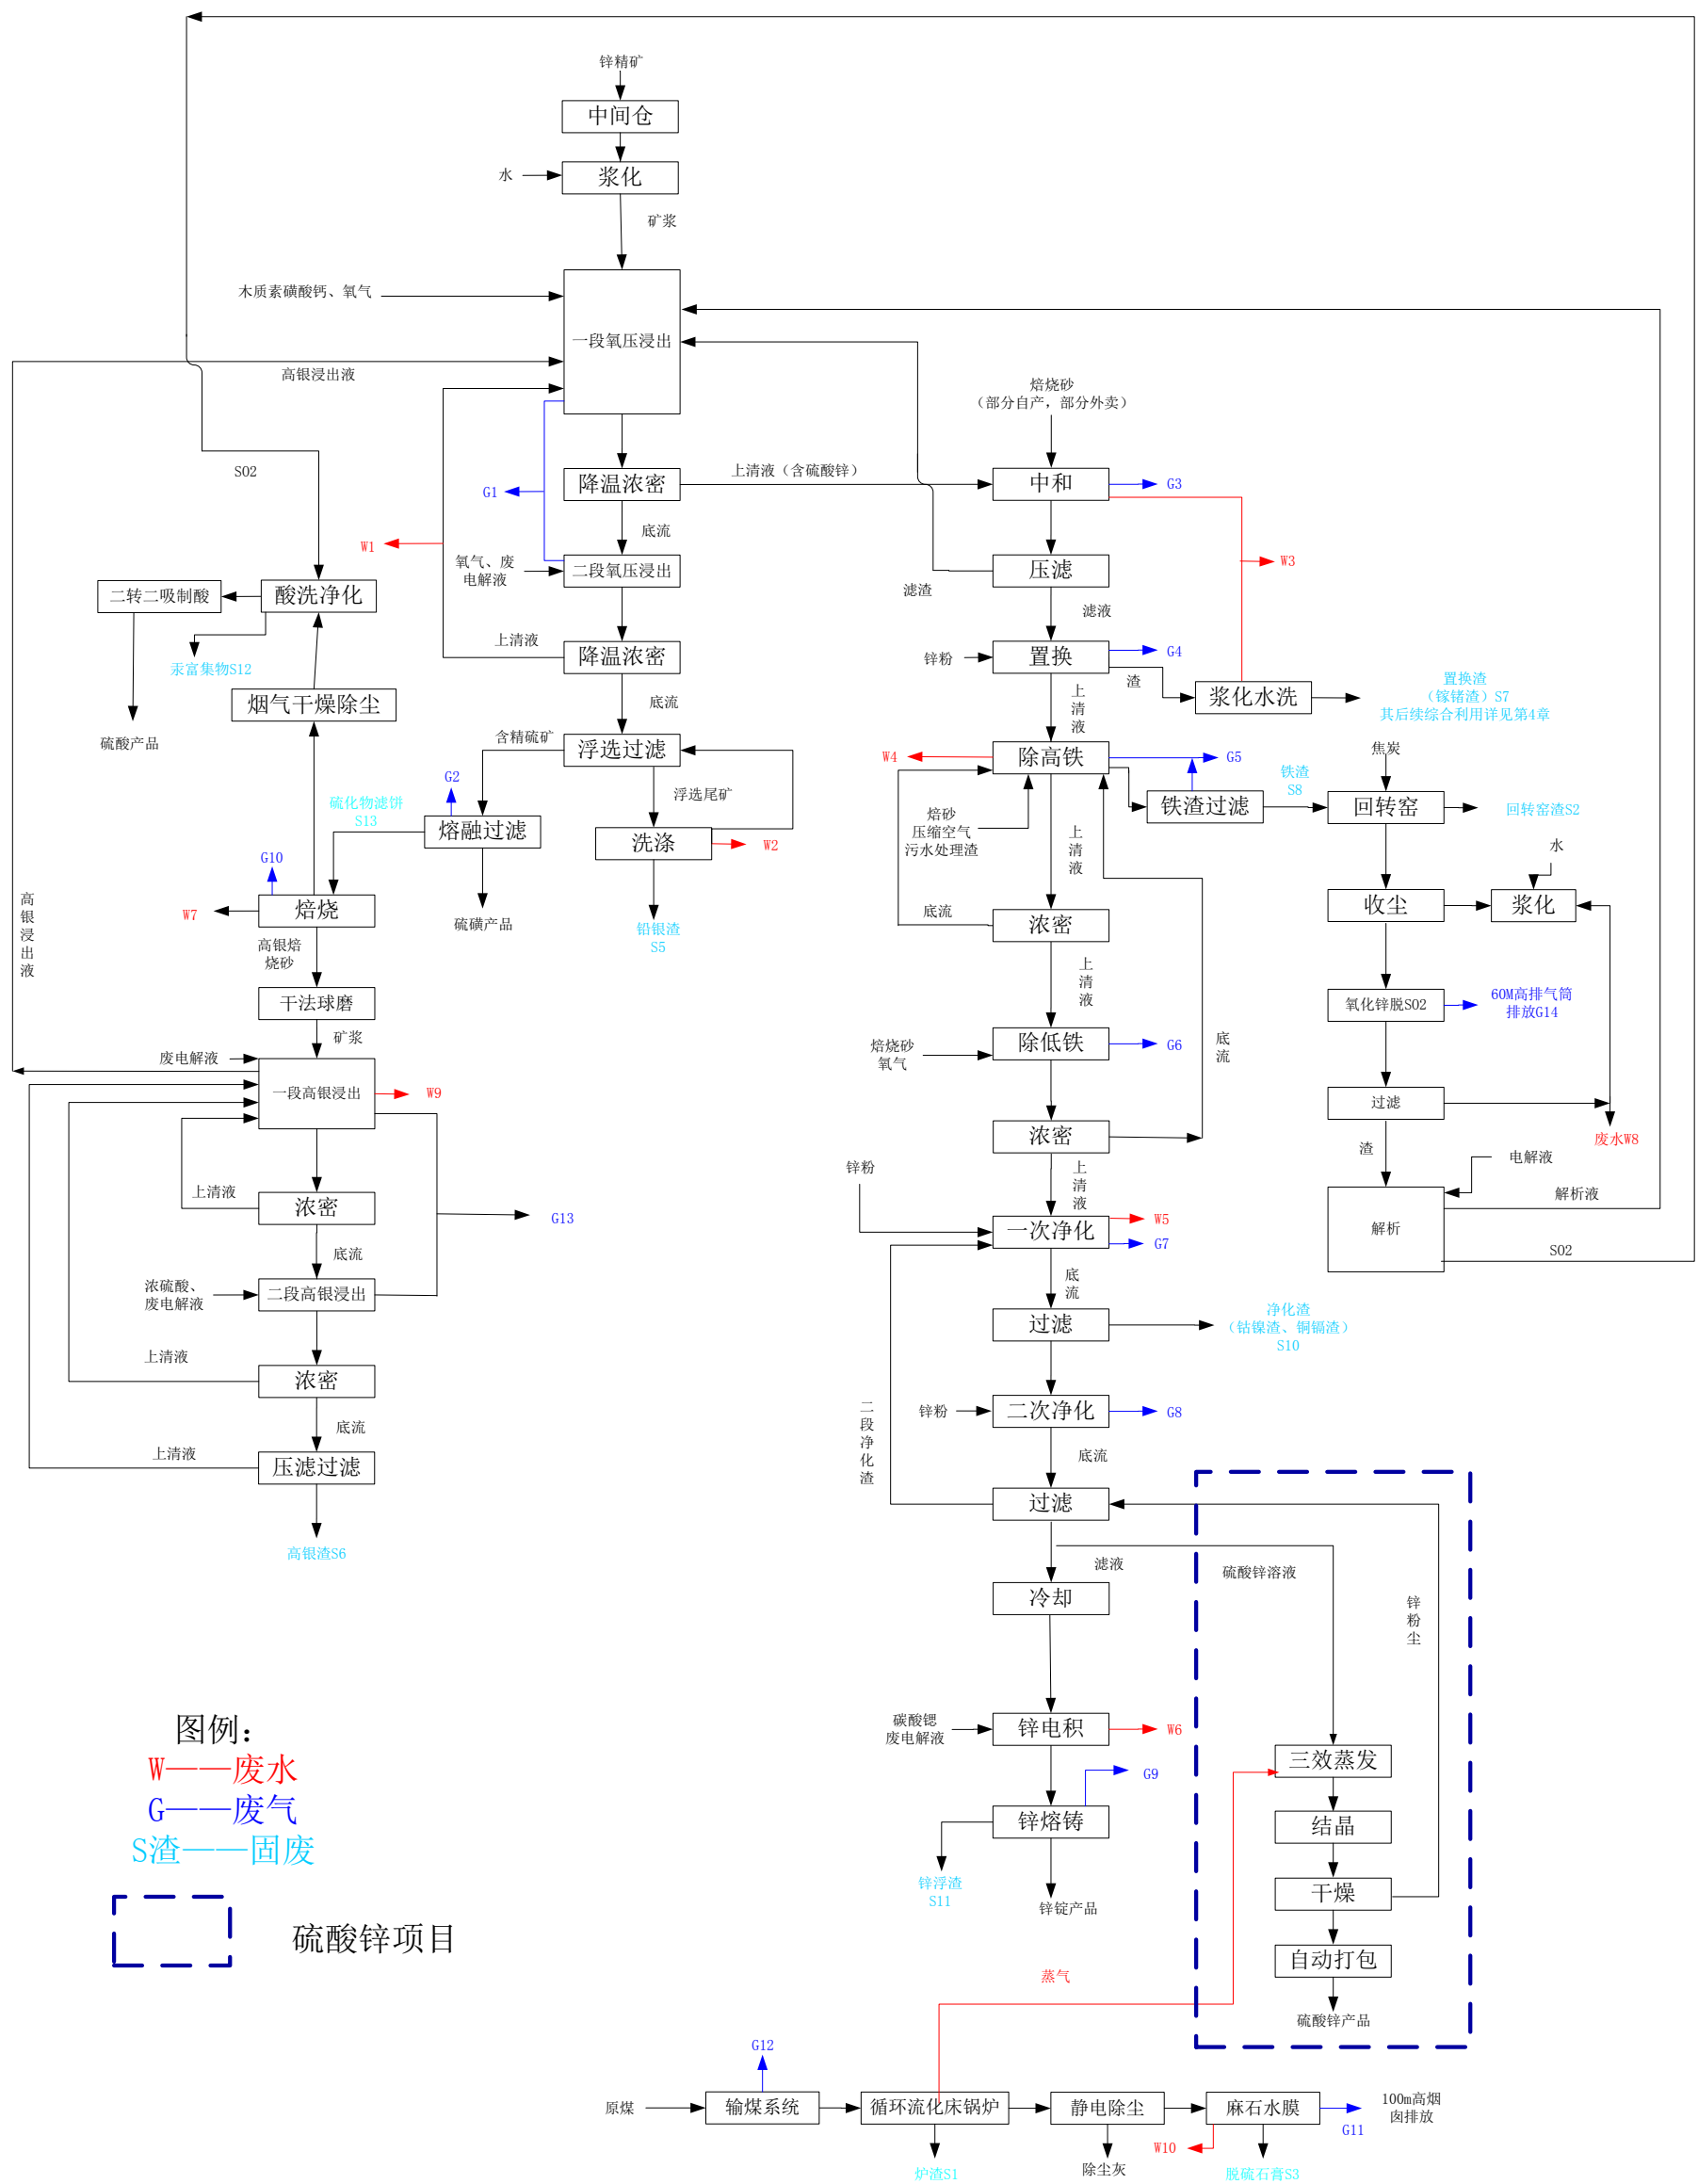 锌精矿
中间仓
水
浆化
矿浆
木质素磺酸钙、氧气
一段氧压浸出
高银浸出液
焙烧砂
（部分自产，部分外卖）
SO2
降温浓密
上清液（含硫酸锌）
中和
G3
G1
底流
W1
氧气、废
电解液
二段氧压浸出
压滤
W3
滤渣
滤液
二转二吸制酸
酸洗净化
上清液
降温浓密
锌粉
置换
G4
渣
汞富集物S12
烟气干燥除尘
底流
上
清
液
浆化水洗
置换渣
（镓锗渣）S7
其后续综合利用详见第4章
硫酸产品
含精硫矿
浮选过滤
W4
除高铁
G5
焦炭
G2
浮选尾矿
铁渣
S8
硫化物滤饼
S13
熔融过滤
洗涤
W2
焙砂
压缩空气
污水处理渣
上
清
液
铁渣过滤
回转窑
回转窑渣S2
水
G10
W7
焙烧
硫磺产品
铅银渣
S5
底流
浓密
收尘
浆化
高
银
浸
出
液
高银焙
烧砂
上
清
液
干法球磨
氧化锌脱SO2
60M高排气筒
排放G14
矿浆
废电解液
焙烧砂
氧气
除低铁
G6
底
流
一段高银浸出
W9
过滤
废水W8
浓密
渣
电解液
锌粉
上
清
液
上清液
浓密
G13
一次净化
W5
G7
解析
解析液
SO2
底流
底
流
浓硫酸、
废电解液
二段高银浸出
过滤
净化渣
（钴镍渣、铜镉渣）
S10
上清液
浓密
锌粉
二次净化
G8
二
段
净
化
渣
底流
底流
上清液
压滤过滤
过滤
高银渣S6
滤液
硫酸锌溶液
冷却
锌
粉
尘
碳酸锶
废电解液
锌电积
W6
图例：
W——废水
G——废气
S渣——固废
硫酸锌项目
G9
三效蒸发
锌熔铸
结晶
锌浮渣
S11
锌锭产品
干燥
自动打包
蒸气
硫酸锌产品
G12
原煤
输煤系统
循环流化床锅炉
静电除尘
麻石水膜
100m高烟
囱排放
G11
W10
炉渣S1
除尘灰
脱硫石膏S3